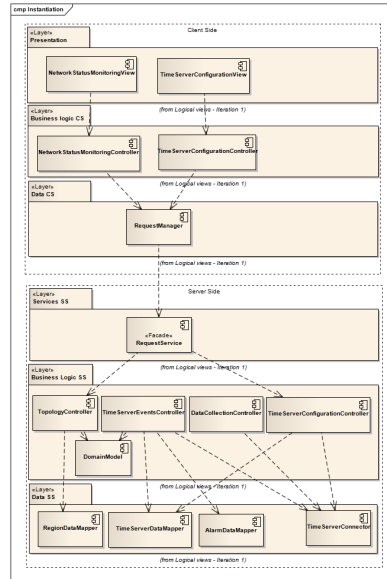 cmp Instantiation
Client Side
«Layer»
Presentation
NetworkStatusMonitoringView
TimeServerConfigurationView
(from Logical views - Iteration 1)
«Layer»
Business logic CS
NetworkStatusMonitoringController
TimeServerConfigurationController
(from Logical views - Iteration 1)
«Layer»
Data CS
RequestManager
(from Logical views - Iteration 1)
Server Side
«Layer»
Services SS
«Facade»
RequestService
(from Logical views - Iteration 1)
«Layer»
Business Logic SS
TopologyController
TimeServerEventsController
DataCollectionController
TimeServerConfigurationController
DomainModel
(from Logical views - Iteration 1)
«Layer»
Data SS
RegionDataMapper
TimeServerDataMapper
AlarmDataMapper
TimeServerConnector
(from Logical views - Iteration 1)